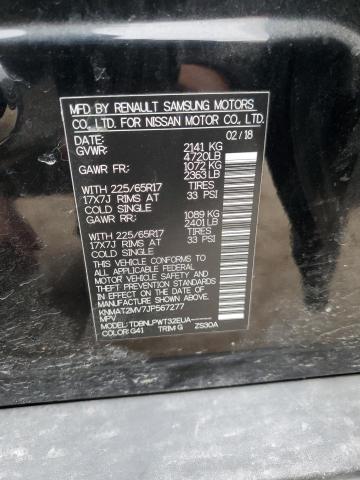 MFD BY RENAULT SAMSUNG MOTORS
CO., LTD. FOR NISSAN MOTOR CO., LTD.
DATE: 02 / 18
GVWR: 2141 KG
4720LB
GAWR FR: 1072 KG
2363 LB
WITH 225/65R17 TIRES
17X7J RIMS AT 33 PSI
COLD SINGLE
GAWR RR: 1089 KG
2401 LB
WITH 225/65R17 TIRES
17X7J RIMS AT 33 PSI
COLD SINGLE
THIS VEHICLE CONFORMS TO ALL
APPLICABLE FEDERAL MOTOR
VEHICLE SAFETY AND BUMPER AND
THEFT PREVENTION STANDARDS IN
EFFECT ON THE DATE OF
MANUFACTURE SHOWN ABOVE
KNMAT2MV7JP567277
MPV
MODEL: TDBNLPWT32EUA------
COLOR: G41 TRIM G ZS30A